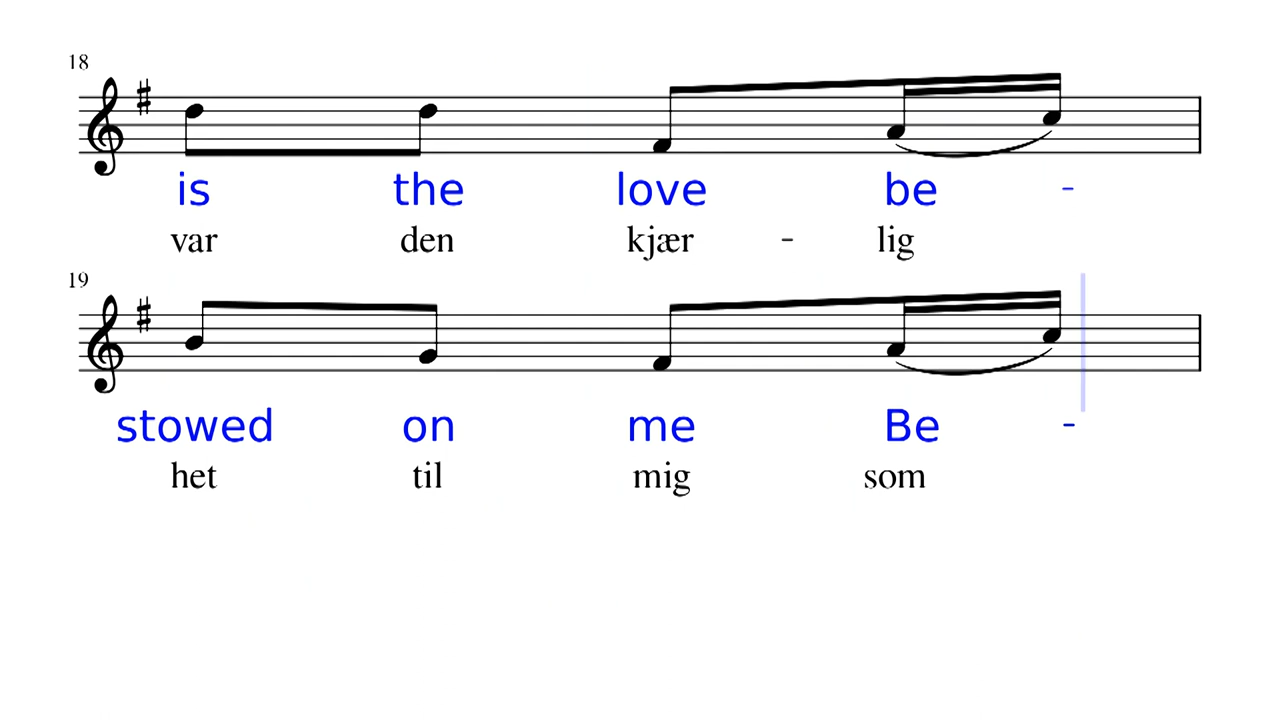 18
is the love be -
var den kjær - lig
19
stowed on me Be -
het til mig som